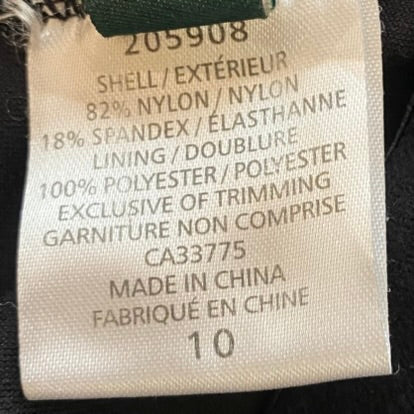 205908
SHELL / EXTÉRIEUR
82% NYLON / NYLON
18% SPANDEX / ÉLASTHANNE
LINING / DOUBLURE
100% POLYESTER / POLYESTER
EXCLUSIVE OF TRIMMING
GARNITURE NON COMPRISE
CA33775
MADE IN CHINA
FABRIQUÉ EN CHINE
10